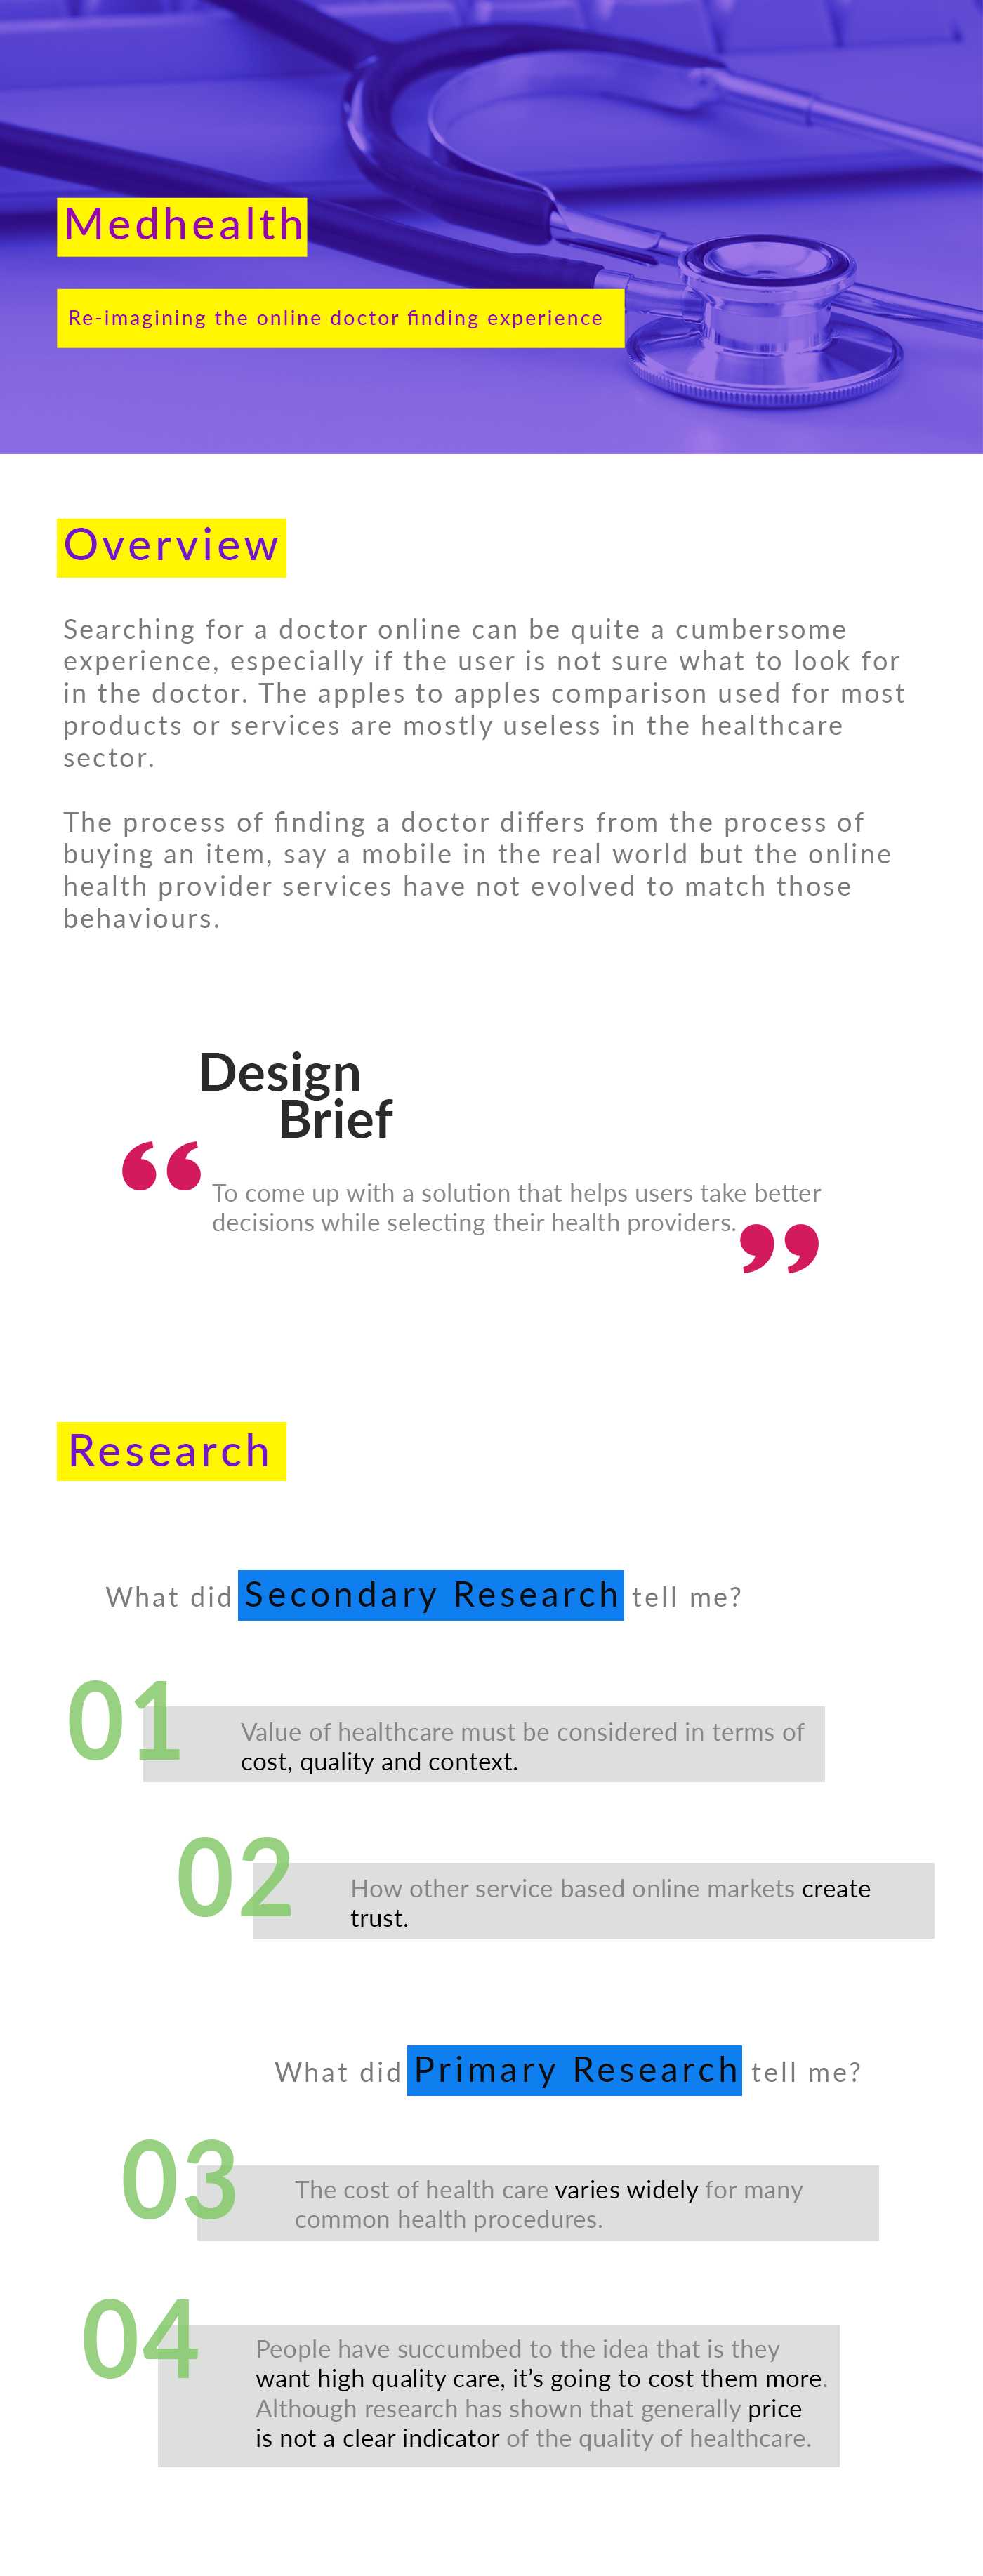 Medhealth
Re-imagining the online doctor finding experience
Overview
Searching for a doctor online can be quite a cumbersome
experience, especially if the user is not sure what to look for
in the doctor. The apples to apples comparison used for most
products or services are mostly useless in the healthcare
sector.
The process of finding a doctor differs from the process of
buying an item, say a mobile in the real world but the online
health provider services have not evolved to match those
behaviours.
Design
Brief
“
To come up with a solution that helps users take better
decisions while selecting their health providers.
”
Research
What did Secondary Research tell me?
01
Value of healthcare must be considered in terms of
cost, quality and context.
02
How other service based online markets create
trust.
What did Primary Research tell me?
03
The cost of health care varies widely for many
common health procedures.
04
People have succumbed to the idea that is they
want high quality care, it’s going to cost them more.
Although research has shown that generally price
is not a clear indicator of the quality of healthcare.